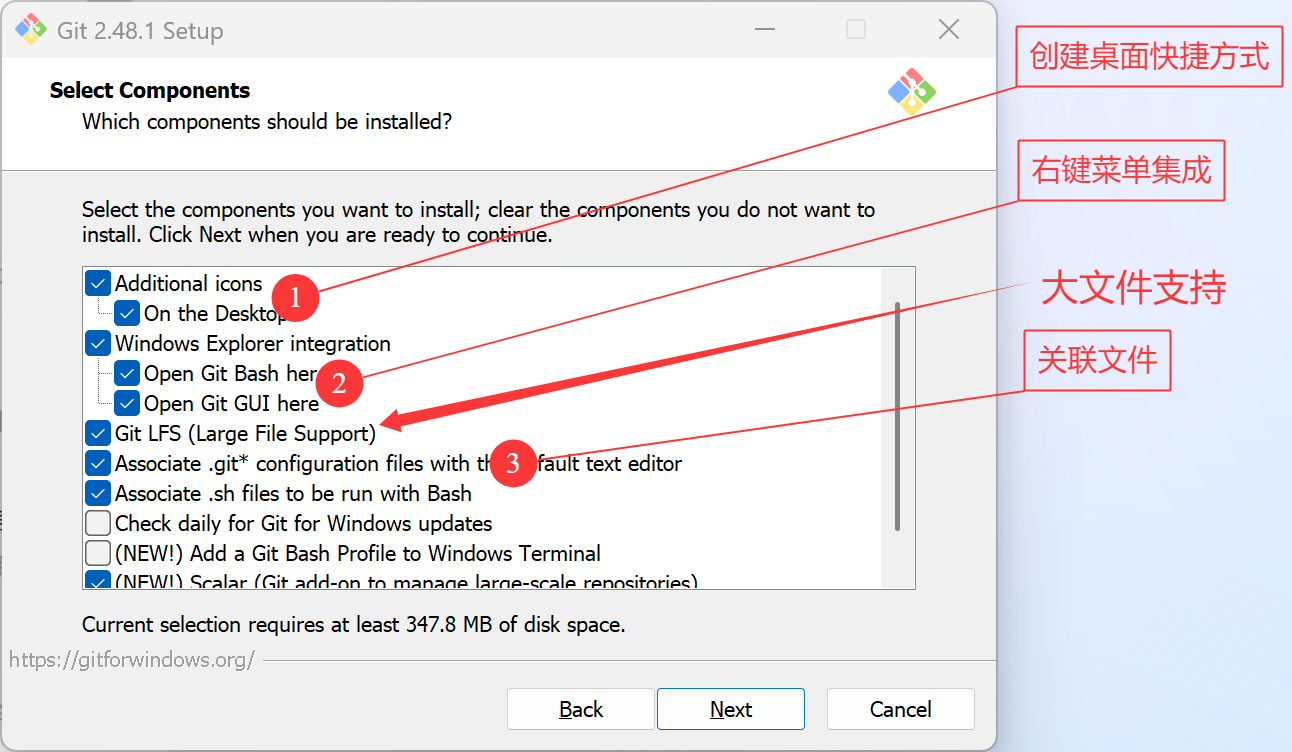 Git 2.48.1 Setup
创建桌面快捷方式
Select Components
Which components should be installed?
右键菜单集成
Select the components you want to install; clear the components you do not want to
install. Click Next when you are ready to continue.
大文件支持
Additional icons
1
On the Desktop
Windows Explorer integration
关联文件
Open Git Bash her
2
Open Git GUI here
Git LFS (Large File Support)
Associate .git* configuration files with th
3
fault text editor
Associate .sh files to be run with Bash
Check daily for Git for Windows updates
(NEW!) Add a Git Bash Profile to Windows Terminal
(NEW!) Scalar (Git add-on to manage large-scale repositories)
Current selection requires at least 347.8 MB of disk space.
https://gitforwindows.org/
Back
Next
Cancel